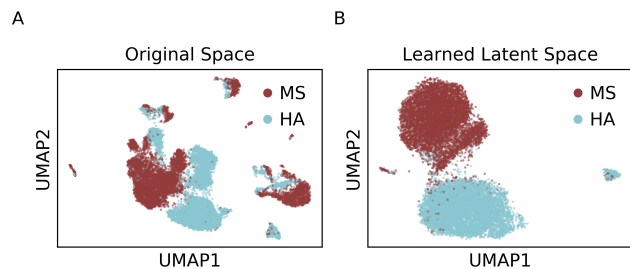 A
B
Original Space
Learned Latent Space
MS
HA
MS
HA
UMAP2
UMAP2
UMAP1
UMAP1